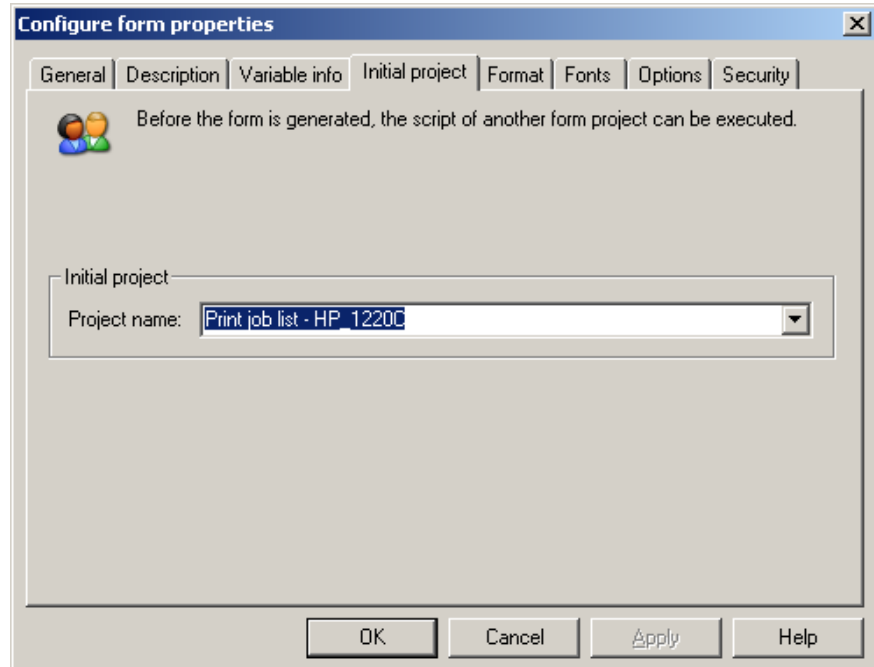 Configure form properties
General Description Variable info Initial project Format Fonts Options Security
Before the form is generated, the script of another form project can be executed.
Initial project
Project name: Print job list - HP_1220C
OK Cancel Apply Help